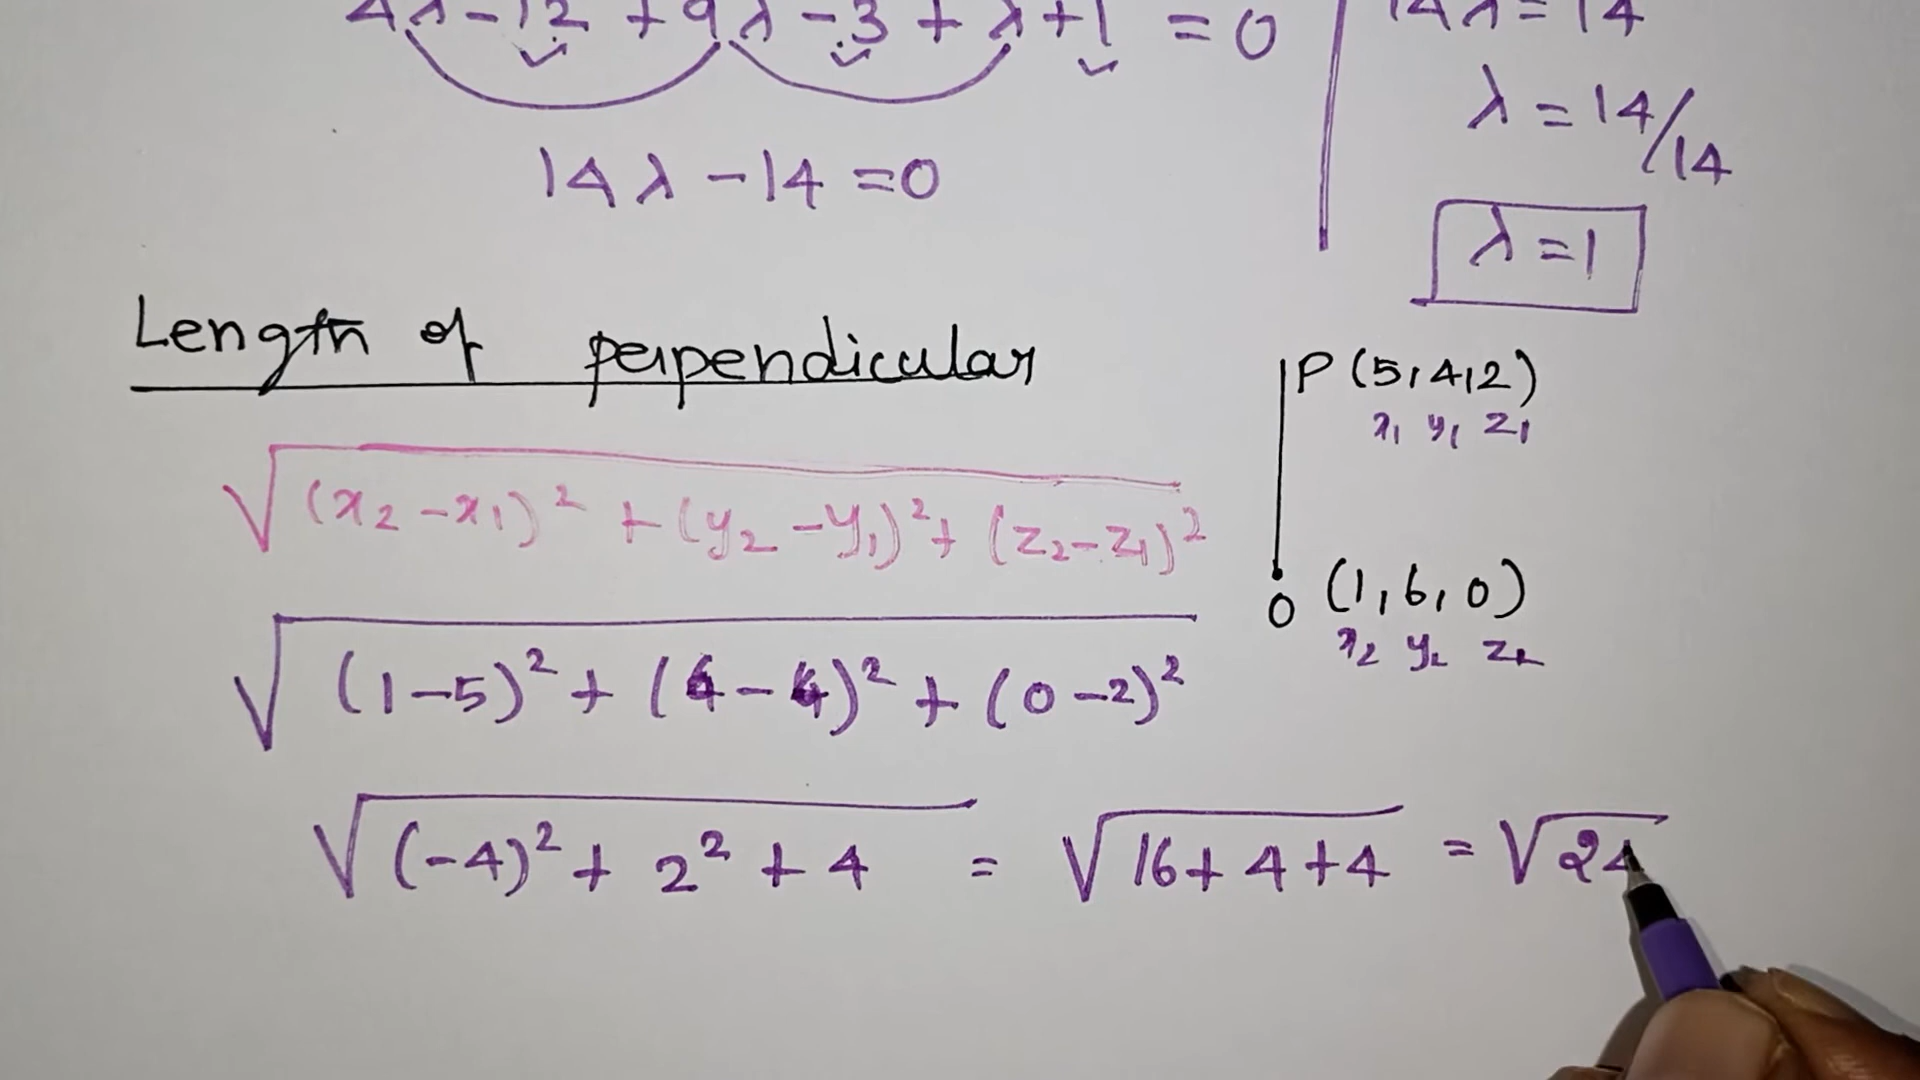 4λ-12 + 9λ-3 + λ+1 = 0
14λ = 14
λ = 14/14
14λ - 14 = 0
λ = 1
Length of perpendicular
P (5,4,2)
x₁ y₁ z₁
√(x₂-x₁)² + (y₂-y₁)² + (z₂-z₁)²
O (1,6,0)
x₂ y₂ z₂
√(1-5)² + (6-4)² + (0-2)²
√(-4)² + 2² + 4 = √16+4+4 = √24